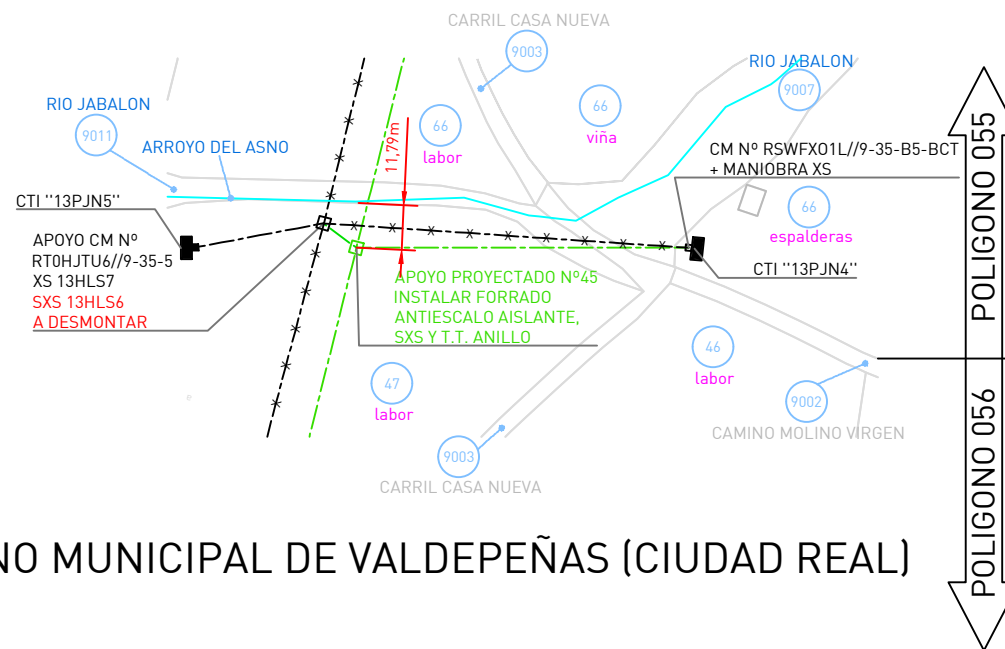 CARRIL CASA NUEVA
9003
RIO JABALON
9007
RIO JABALON
9011
ARROYO DEL ASNO
66
labor
11,79m
66
viña
CM Nº RSWFXO1L//9-35-B5-BCT
+ MANIOBRA XS
CTI "13PJN5"
66
espalderas
APOYO CM Nº
RT0HJTU6//9-35-5
XS 13HLS7
SXS 13HLS6
A DESMONTAR
CTI "13PJN4"
APOYO PROYECTADO Nº45
INSTALAR FORRADO
ANTIESCALO AISLANTE,
SXS Y T.T. ANILLO
46
labor
47
labor
9002
CAMINO MOLINO VIRGEN
9003
CARRIL CASA NUEVA
POLIGONO 055
POLIGONO 056
NO MUNICIPAL DE VALDEPEÑAS (CIUDAD REAL)